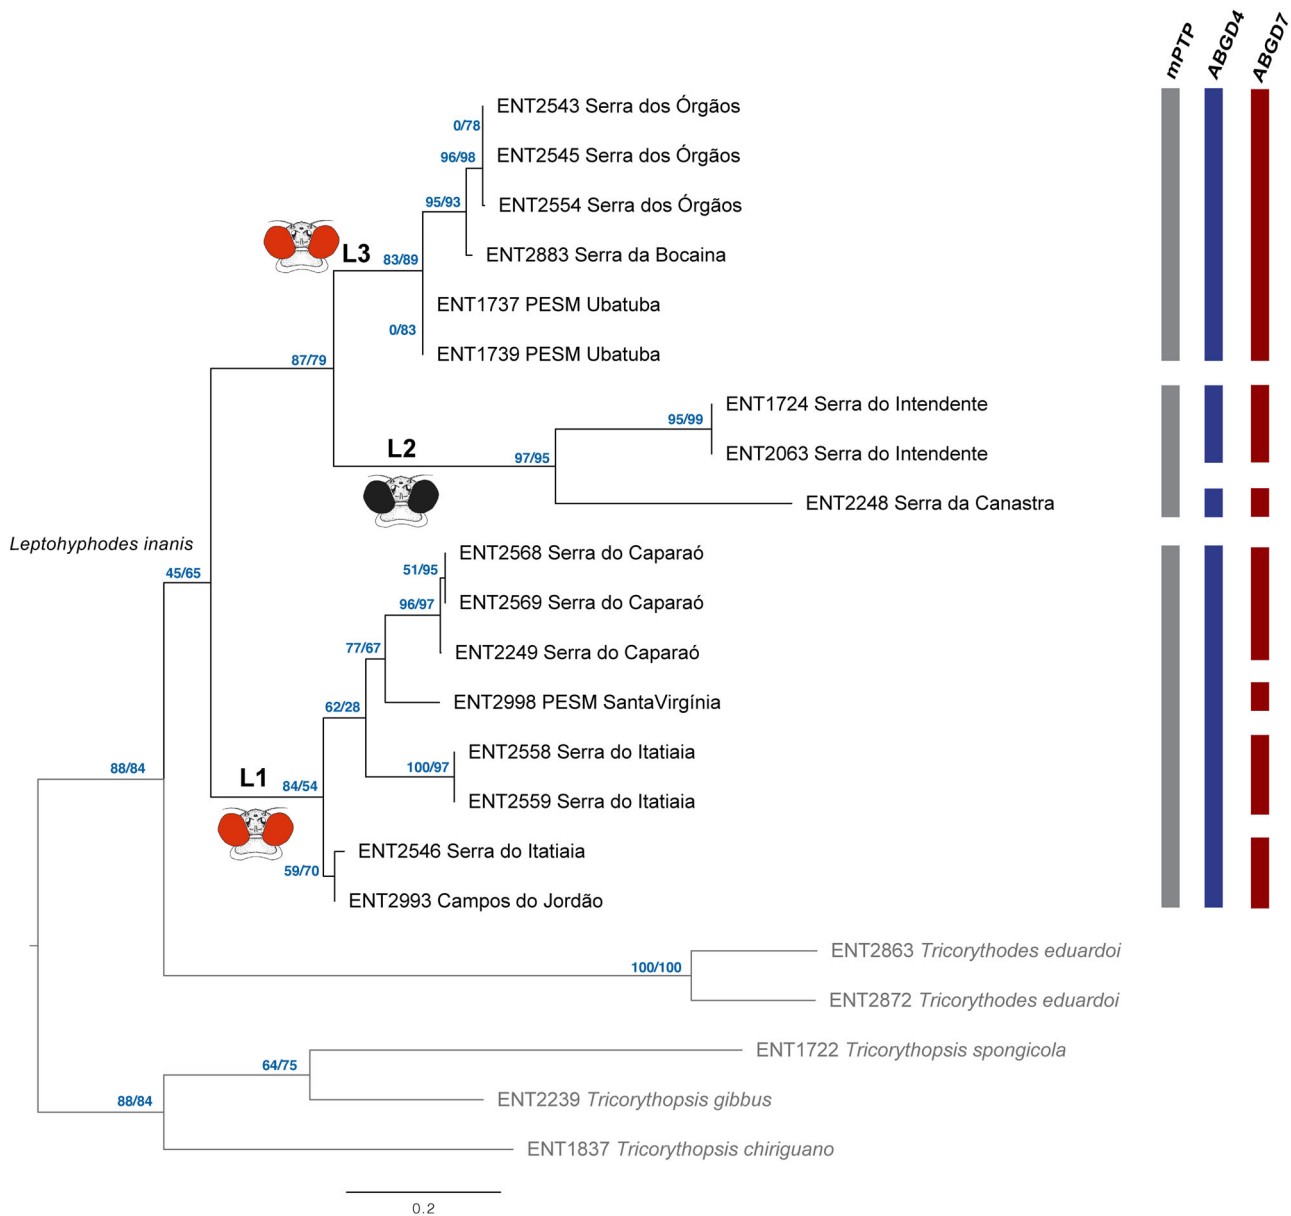 mPTP
ABGD4
ABGD7
ENT2543 Serra dos Órgãos
0/78
96/98
ENT2545 Serra dos Órgãos
95/93
ENT2554 Serra dos Órgãos
L3
83/89
ENT2883 Serra da Bocaina
ENT1737 PESM Ubatuba
0/83
ENT1739 PESM Ubatuba
87/79
ENT1724 Serra do Intendente
95/99
L2
97/95
ENT2063 Serra do Intendente
ENT2248 Serra da Canastra
Leptohyphodes inanis
45/65
ENT2568 Serra do Caparaó
51/95
96/97
ENT2569 Serra do Caparaó
77/67
ENT2249 Serra do Caparaó
62/28
ENT2998 PESM SantaVirgínia
ENT2558 Serra do Itatiaia
88/84
L1
84/54
100/97
ENT2559 Serra do Itatiaia
ENT2546 Serra do Itatiaia
59/70
ENT2993 Campos do Jordão
ENT2863 Tricorythodes eduardoi
100/100
ENT2872 Tricorythodes eduardoi
ENT1722 Tricorythopsis spongicola
64/75
88/84
ENT2239 Tricorythopsis gibbus
ENT1837 Tricorythopsis chiriguano
0.2